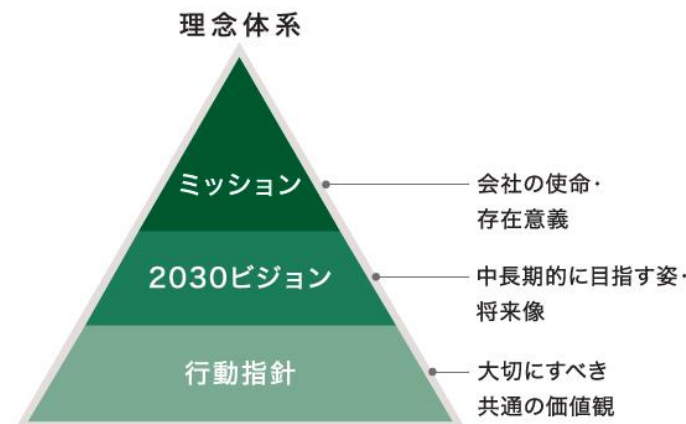 理念体系
ミッション
会社の使命・
存在意義
2030ビジョン
中長期的に目指す姿・
将来像
行動指針
大切にすべき
共通の価値観